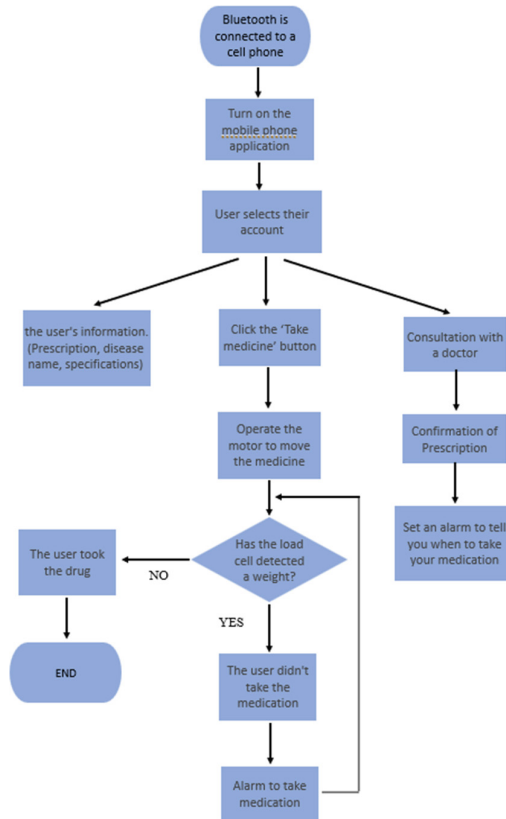 Bluetooth is
connected to a
cell phone
Turn on the
mobile phone
application
User selects their
account
the user's information.
(Prescription, disease
name, specifications)
Click the 'Take
medicine' button
Consultation with
a doctor
Operate the
motor to move
the medicine
Confirmation of
Prescription
Set an alarm to tell
you when to take
your medication
Has the load
cell detected
a weight?
NO
The user took
the drug
END
YES
The user didn't
take the
medication
Alarm to take
medication